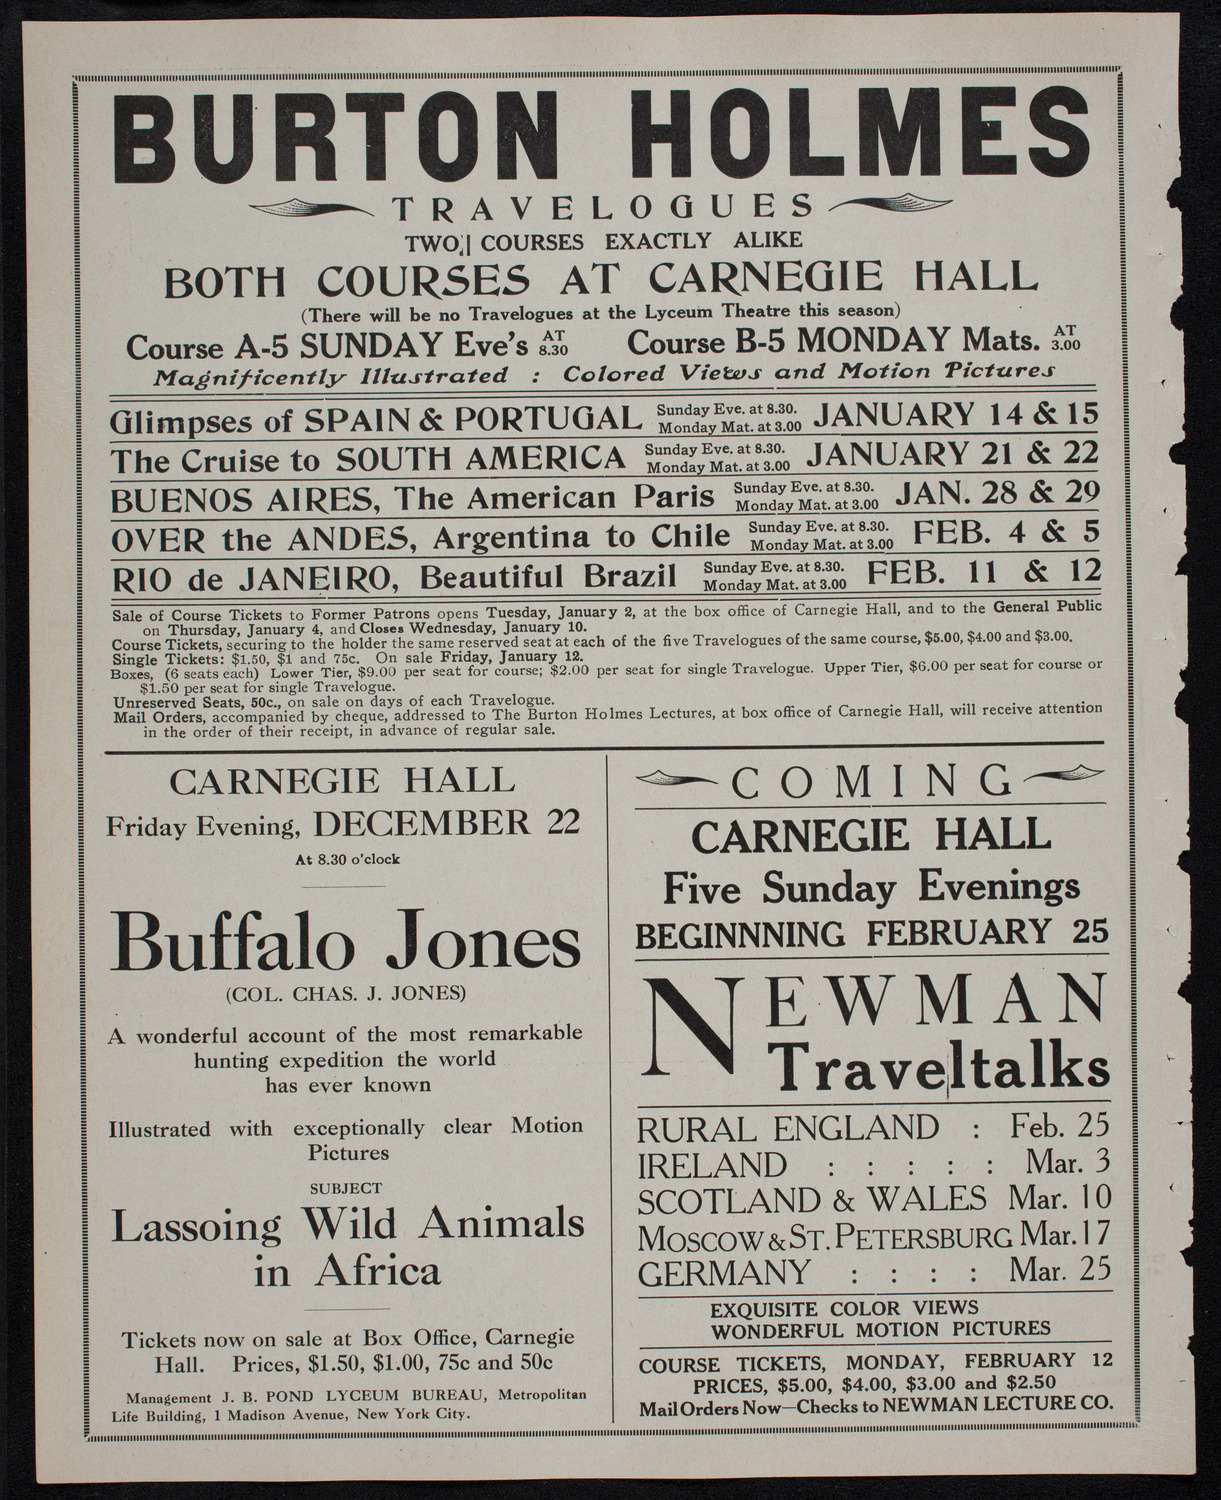 BURTON HOLMES
TRAVELOGUES
TWO COURSES EXACTLY ALIKE
BOTH COURSES AT CARNEGIE HALL
(There will be no Travelogues at the Lyceum Theatre this season)
Course A-5 SUNDAY Eve's AT 8.30 Course B-5 MONDAY Mats. AT 3.00
Magnificently Illustrated : Colored Views and Motion Pictures
Glimpses of SPAIN & PORTUGAL Sunday Eve. at 8.30. Monday Mat. at 3.00 JANUARY 14 & 15
The Cruise to SOUTH AMERICA Sunday Eve. at 8.30. Monday Mat. at 3.00 JANUARY 21 & 22
BUENOS AIRES, The American Paris Sunday Eve. at 8.30. Monday Mat. at 3.00 JAN. 28 & 29
OVER the ANDES, Argentina to Chile Sunday Eve. at 8.30. Monday Mat. at 3.00 FEB. 4 & 5
RIO de JANEIRO, Beautiful Brazil Sunday Eve. at 8.30. Monday Mat. at 3.00 FEB. 11 & 12
Sale of Course Tickets to Former Patrons opens Tuesday, January 2, at the box office of Carnegie Hall, and to the General Public
on Thursday, January 4, and Closes Wednesday, January 10.
Course Tickets, securing to the holder the same reserved seat at each of the five Travelogues of the same course, $5.00, $4.00 and $3.00.
Single Tickets: $1.50, $1 and 75c. On sale Friday, January 12.
Boxes, (6 seats each) Lower Tier, $9.00 per seat for course; $2.00 per seat for single Travelogue. Upper Tier, $6.00 per seat for course or
$1.50 per seat for single Travelogue.
Unreserved Seats, 50c., on sale on days of each Travelogue.
Mail Orders, accompanied by cheque, addressed to The Burton Holmes Lectures, at box office of Carnegie Hall, will receive attention
in the order of their receipt, in advance of regular sale.
CARNEGIE HALL
Friday Evening, DECEMBER 22
At 8.30 o'clock
Buffalo Jones
(COL. CHAS. J. JONES)
A wonderful account of the most remarkable
hunting expedition the world
has ever known
Illustrated with exceptionally clear Motion
Pictures
SUBJECT
Lassoing Wild Animals
in Africa
Tickets now on sale at Box Office, Carnegie
Hall. Prices, $1.50, $1.00, 75c and 50c
Management J. B. POND LYCEUM BUREAU, Metropolitan
Life Building, 1 Madison Avenue, New York City.
COMING
CARNEGIE HALL
Five Sunday Evenings
BEGINNNING FEBRUARY 25
NEWMAN
Traveltalks
RURAL ENGLAND : Feb. 25
IRELAND : : : : : Mar. 3
SCOTLAND & WALES Mar. 10
MOSCOW & ST. PETERSBURG Mar. 17
GERMANY : : : : Mar. 25
EXQUISITE COLOR VIEWS
WONDERFUL MOTION PICTURES
COURSE TICKETS, MONDAY, FEBRUARY 12
PRICES, $5.00, $4.00, $3.00 and $2.50
Mail Orders Now—Checks to NEWMAN LECTURE CO.